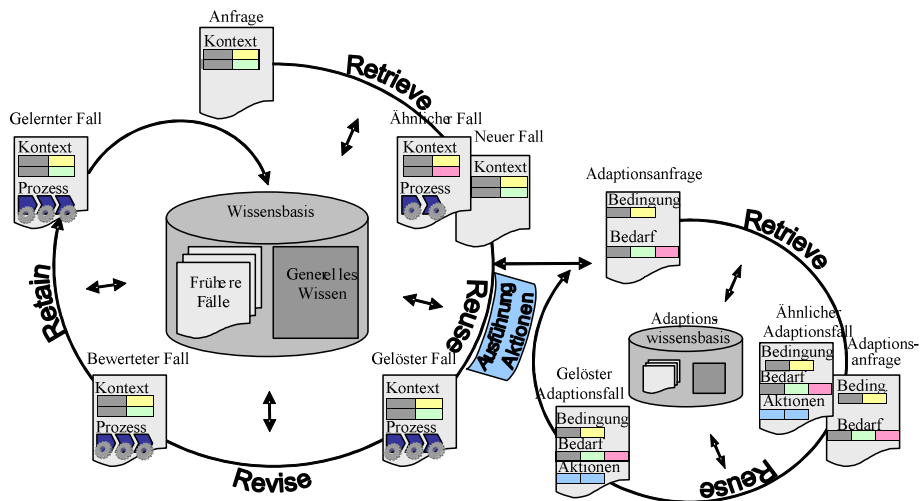 Anfrage
Kontext
Retrieve
Gelernter Fall
Kontext
Prozess
Ähnlicher Fall
Kontext
Prozess
Neuer Fall
Kontext
Wissensbasis
Frühere
Fälle
Generelles
Wissen
Retain
Reuse
Ausführung
Aktionen
Bewerteter Fall
Kontext
Prozess
Gelöster Fall
Kontext
Prozess
Revise
Adaptionsanfrage
Bedingung
Bedarf
Retrieve
Adaptions-
wissensbasis
Ähnlicher
Adaptionsfall
Bedingung
Bedarf
Aktionen
Adaptions-
anfrage
Beding.
Bedarf
Gelöster
Adaptionsfall
Bedingung
Bedarf
Aktionen
Reuse